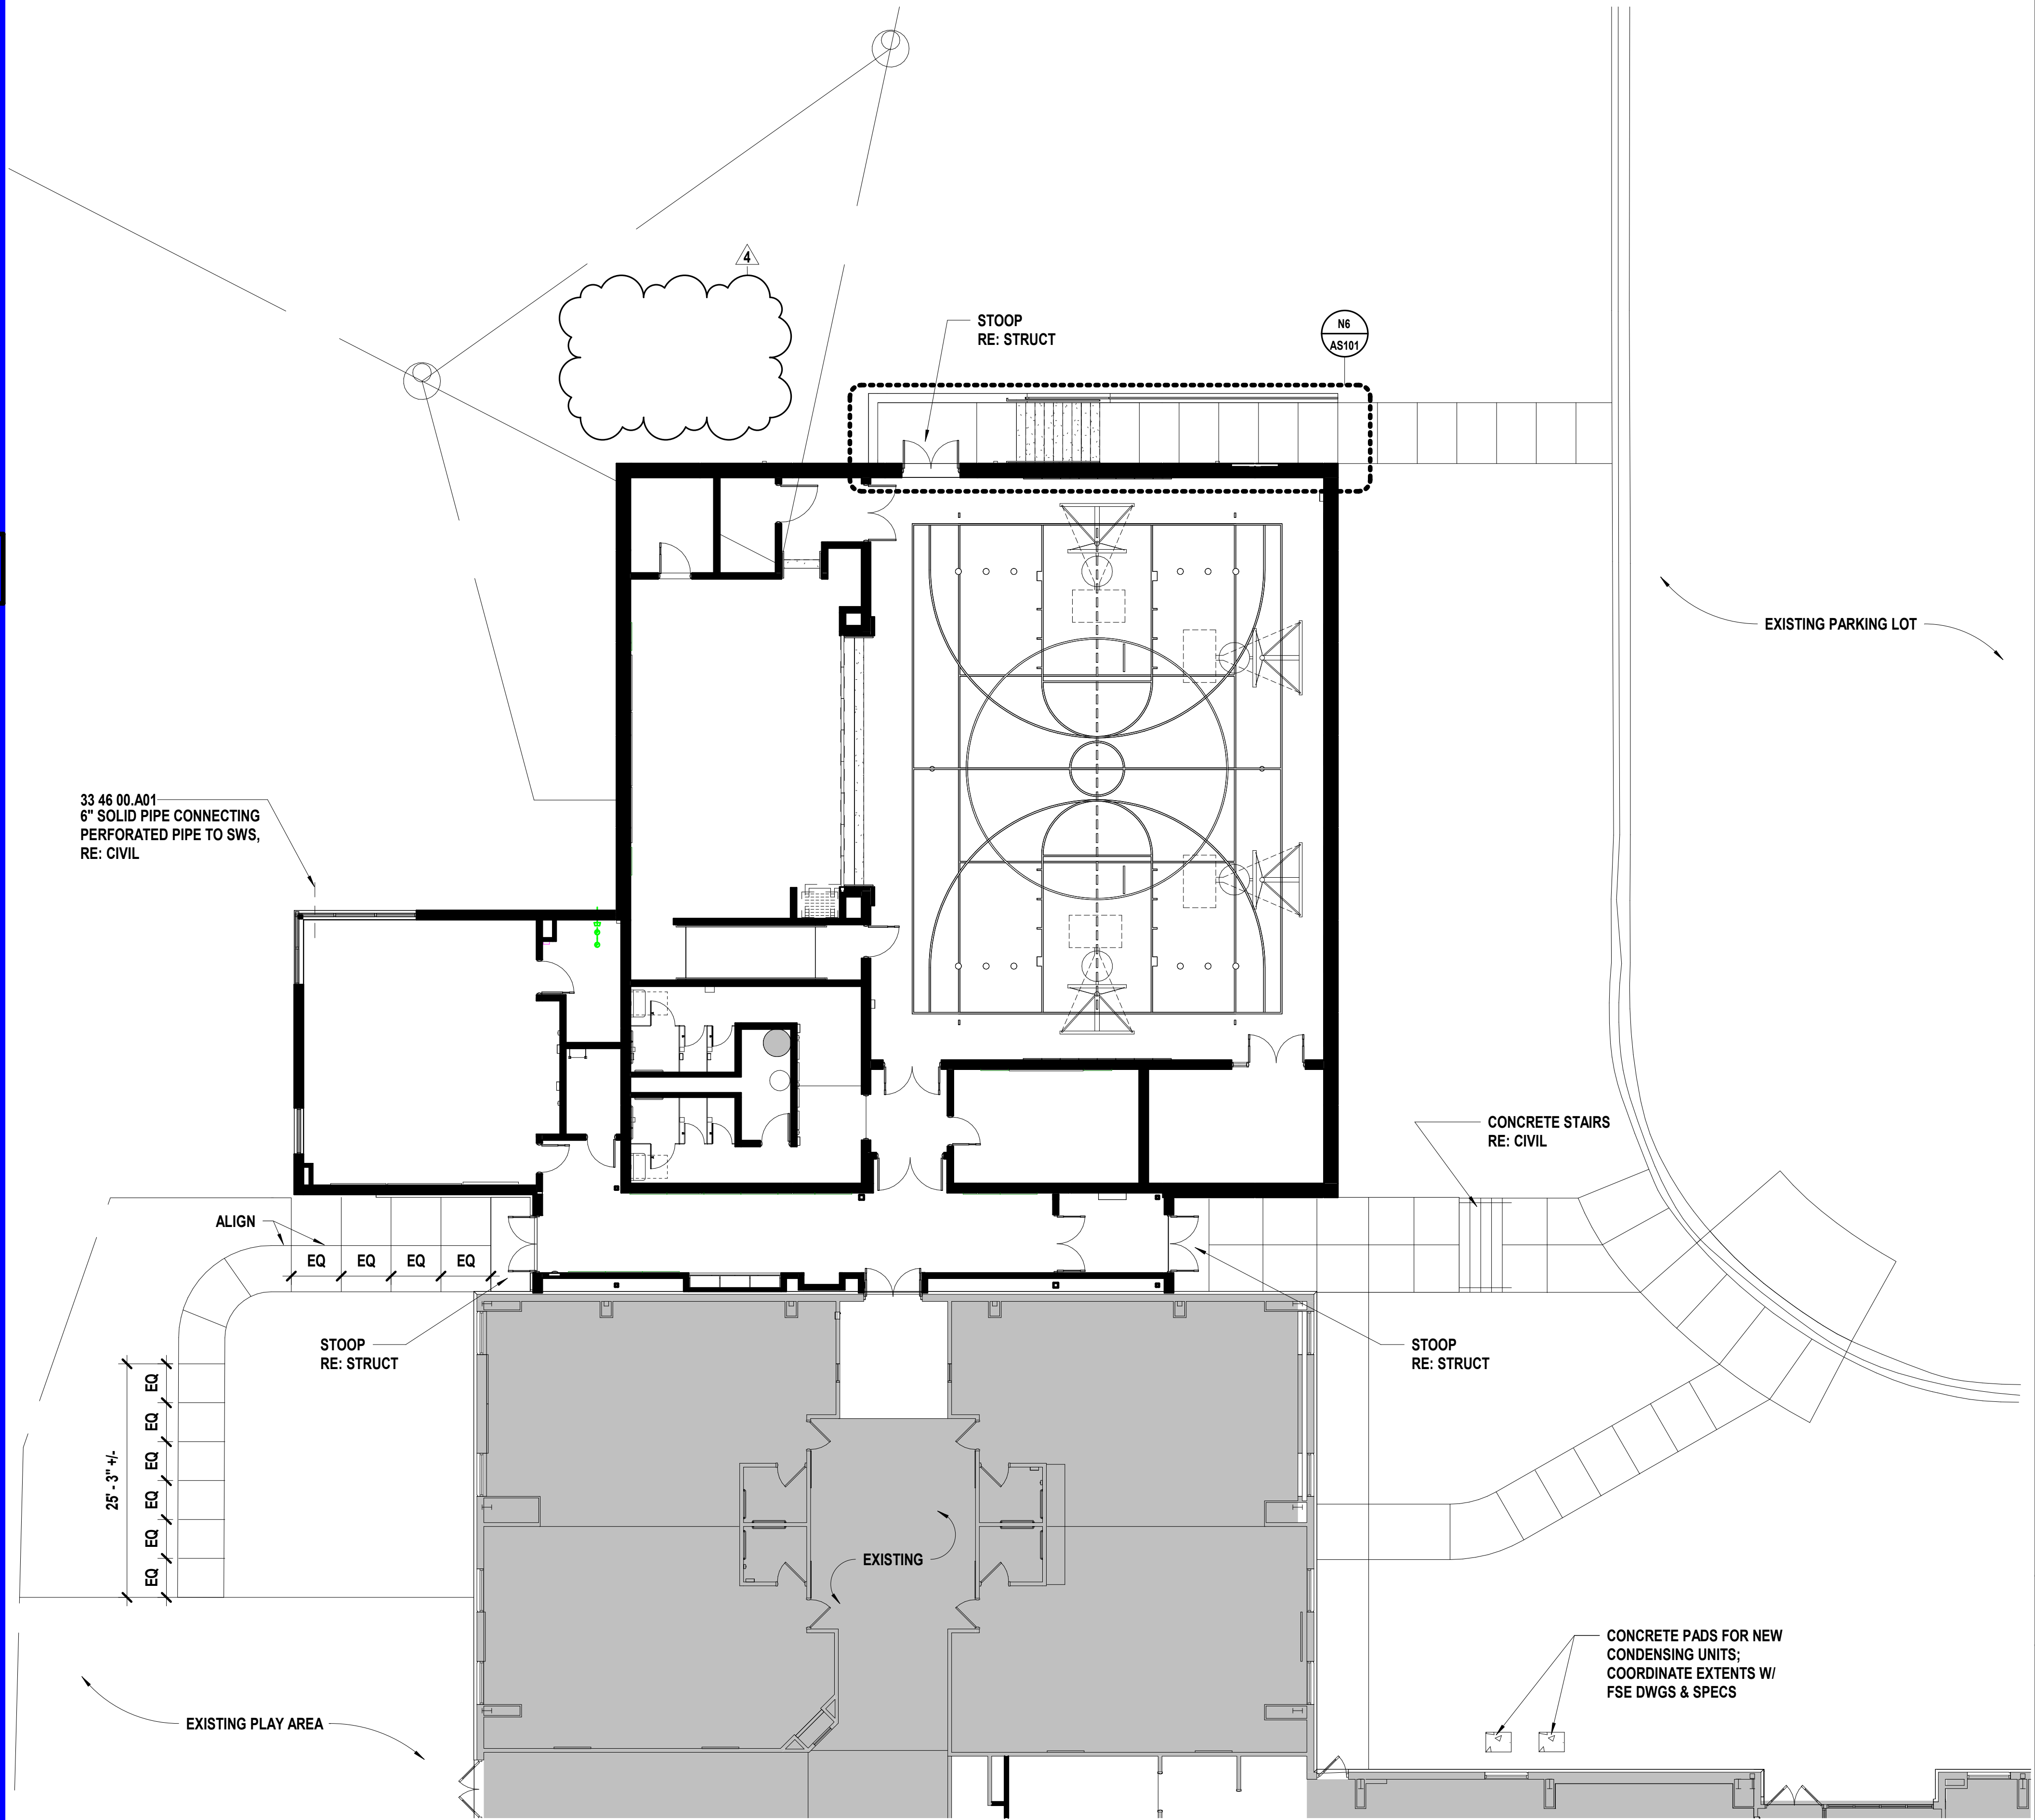 4
STOOP
RE: STRUCT
N6
AS101
EXISTING PARKING LOT
33 46 00.A01
6" SOLID PIPE CONNECTING
PERFORATED PIPE TO SWS,
RE: CIVIL
CONCRETE STAIRS
RE: CIVIL
ALIGN
EQ
EQ
EQ
EQ
STOOP
RE: STRUCT
STOOP
RE: STRUCT
EQ
EQ
EQ
EQ
EQ
EQ
25' - 3" +/-
EXISTING
CONCRETE PADS FOR NEW
CONDENSING UNITS;
COORDINATE EXTENTS W/
FSE DWGS & SPECS
EXISTING PLAY AREA